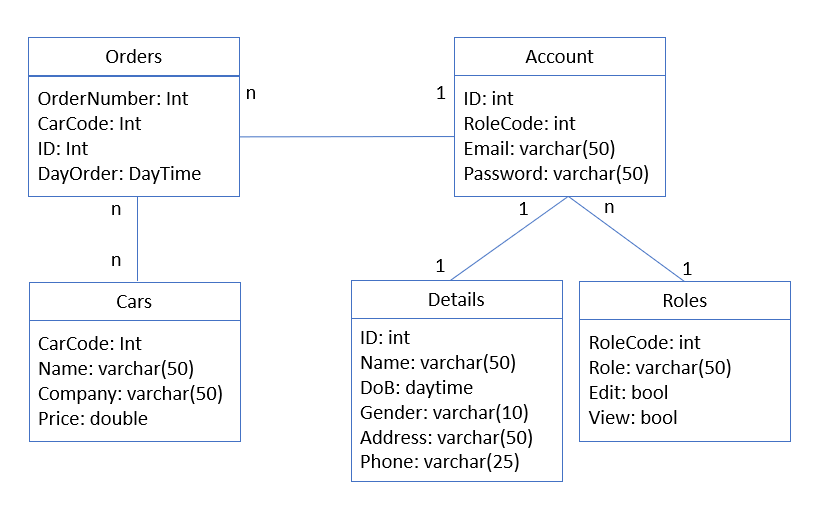 Orders
OrderNumber: Int
CarCode: Int
ID: Int
DayOrder: DayTime
n
1
Account
ID: int
RoleCode: int
Email: varchar(50)
Password: varchar(50)
n
n
1
n
1
1
Cars
CarCode: Int
Name: varchar(50)
Company: varchar(50)
Price: double
Details
ID: int
Name: varchar(50)
DoB: daytime
Gender: varchar(10)
Address: varchar(50)
Phone: varchar(25)
Roles
RoleCode: int
Role: varchar(50)
Edit: bool
View: bool